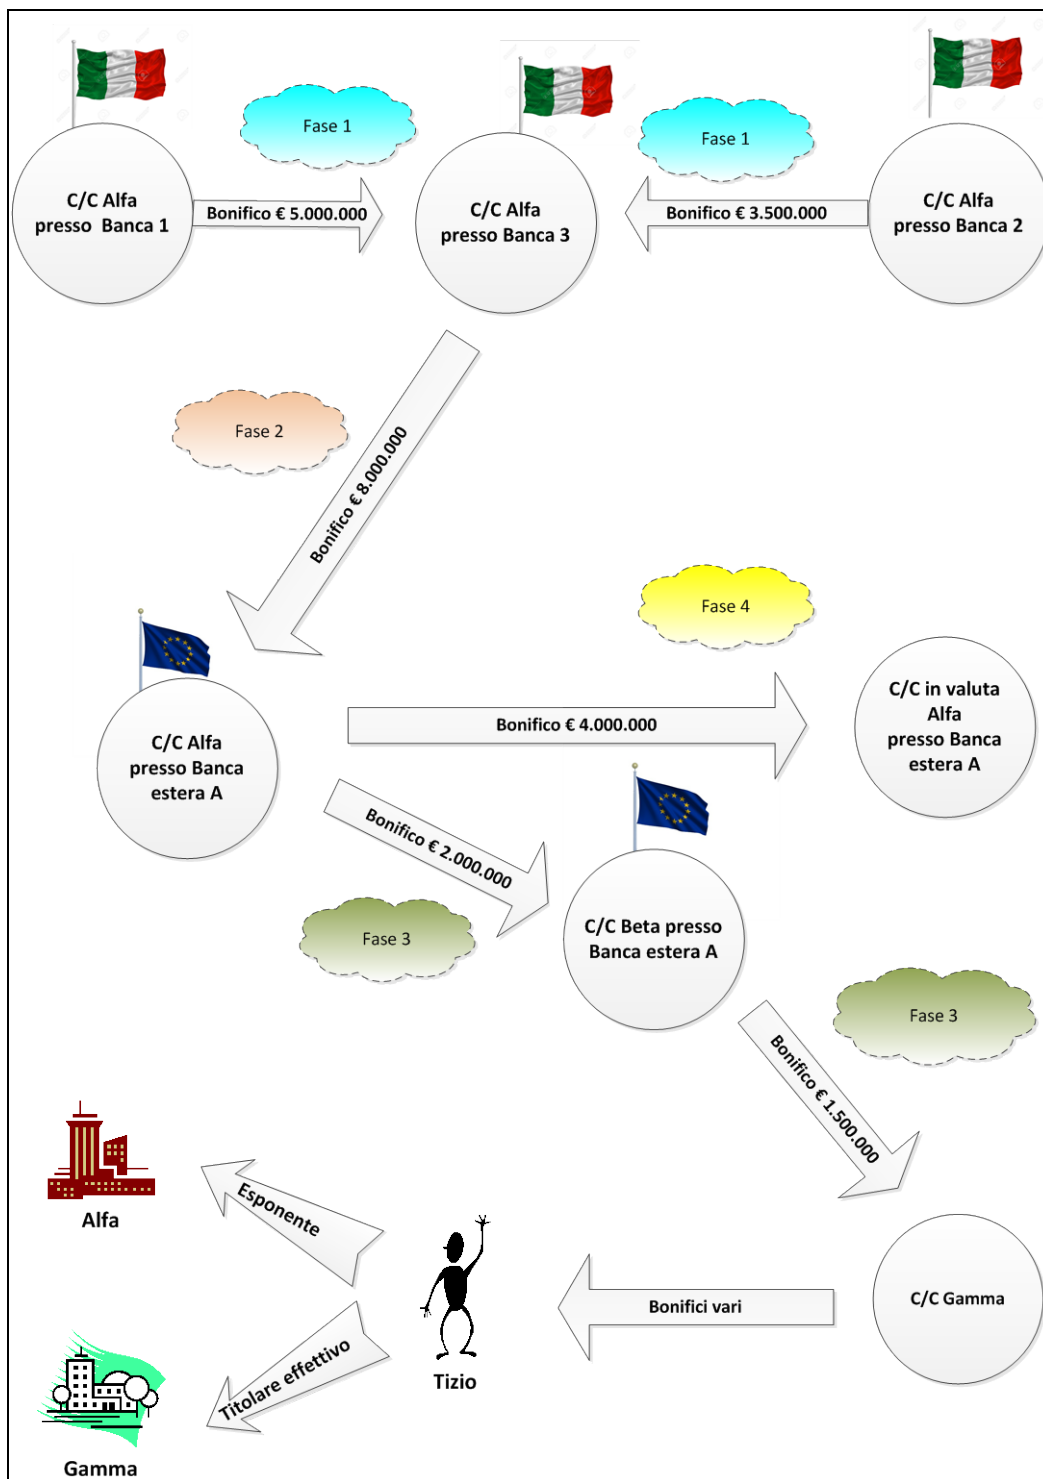 Fase 1
Fase 1
C/C Alfa
presso Banca 1
Bonifico € 5.000.000
C/C Alfa
presso Banca 3
Bonifico € 3.500.000
C/C Alfa
presso Banca 2
Fase 2
Bonifico € 8.000.000
Fase 4
C/C Alfa
presso Banca
estera A
Bonifico € 4.000.000
C/C in valuta
Alfa
presso Banca
estera A
Bonifico € 2.000.000
Fase 3
C/C Beta presso
Banca estera A
Fase 3
Bonifico € 1.500.000
Alfa
Esponente
Titolare effettivo
Tizio
Bonifici vari
C/C Gamma
Gamma